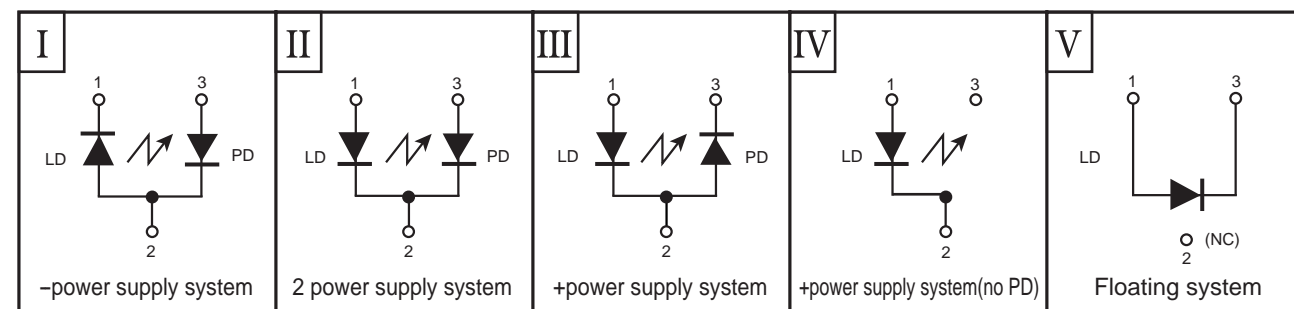 I
1
3
LD
PD
2
−power supply system
II
1
3
LD
PD
2
2 power supply system
III
1
3
LD
PD
2
+power supply system
IV
1
3
LD
2
+power supply system(no PD)
V
1
3
LD
(NC)
2
Floating system